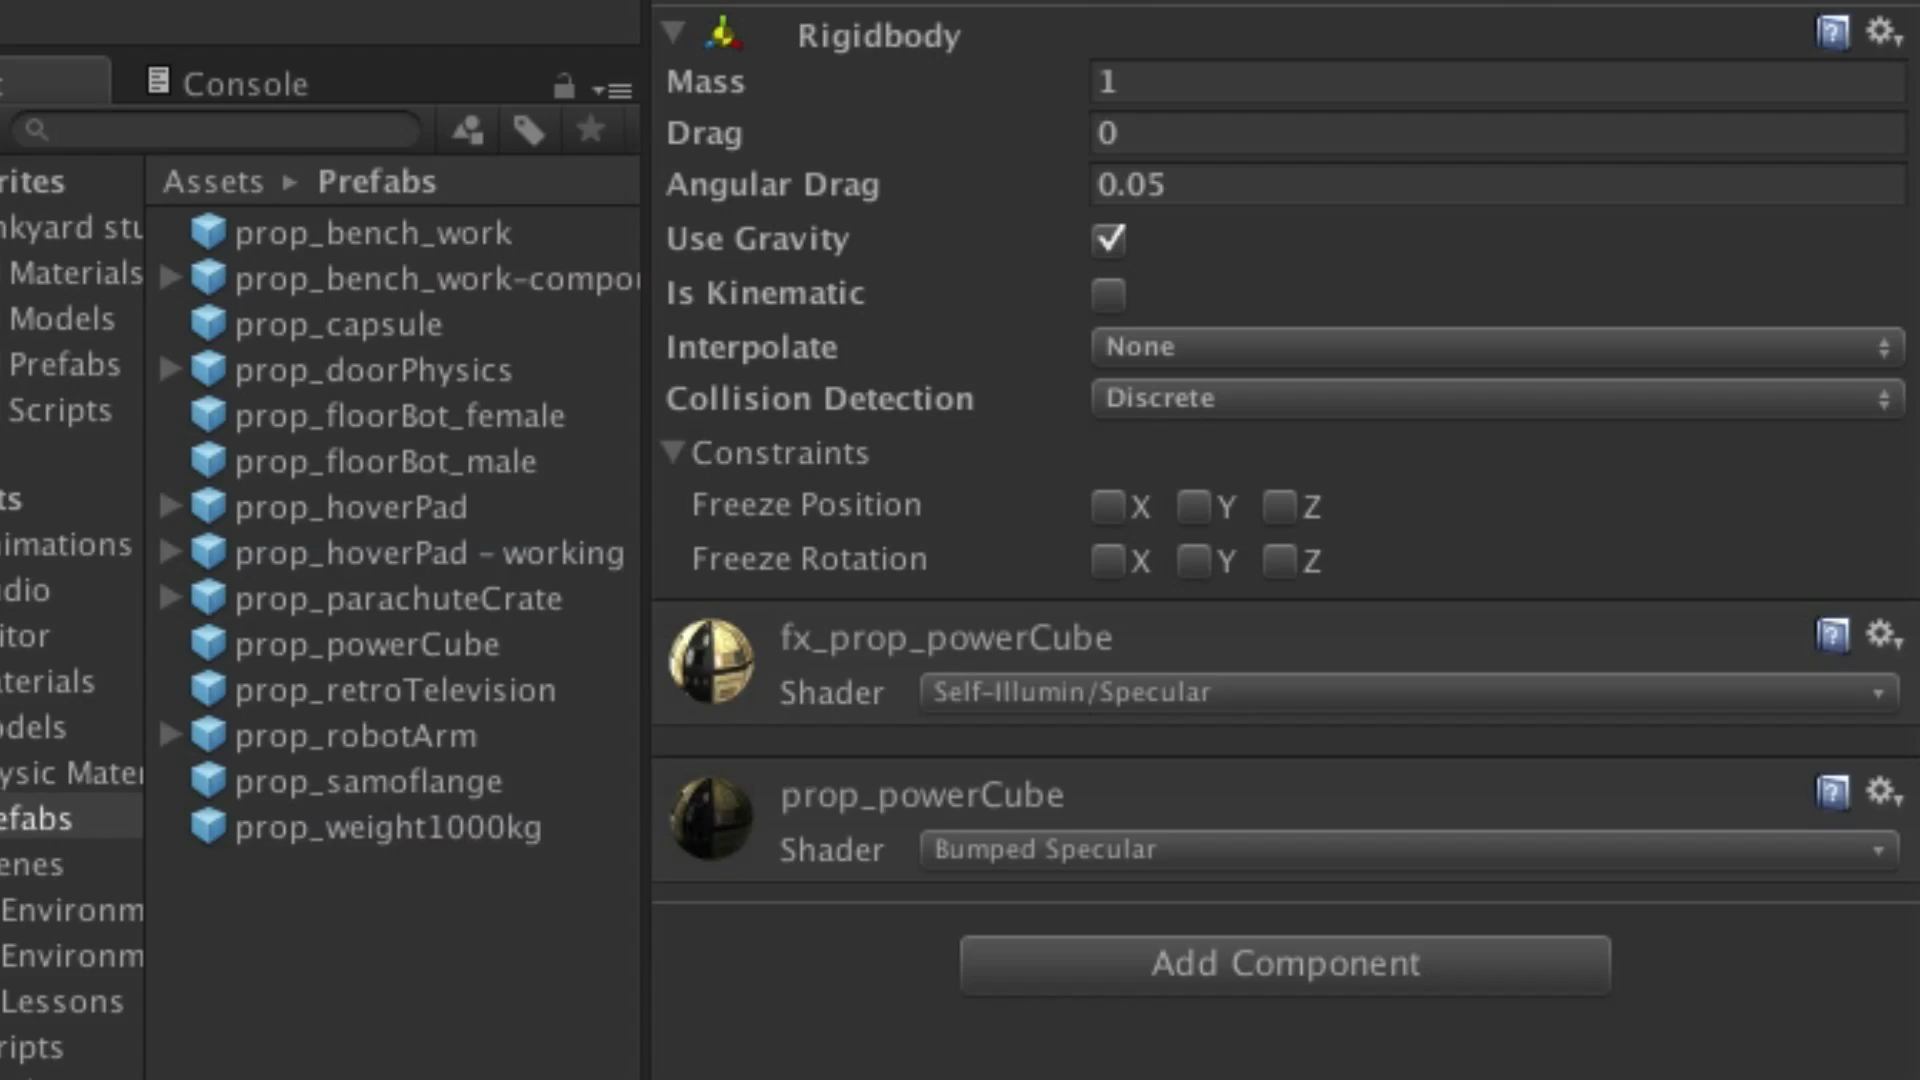 Console
Assets ▸ Prefabs
rites
nkyard stu
Materials
Models
Prefabs
Scripts
ts
imations
dio
itor
terials
dels
ysic Mater
efabs
enes
Environm
Environm
Lessons
ripts
prop_bench_work
prop_bench_work-compo
prop_capsule
prop_doorPhysics
prop_floorBot_female
prop_floorBot_male
prop_hoverPad
prop_hoverPad - working
prop_parachuteCrate
prop_powerCube
prop_retroTelevision
prop_robotArm
prop_samoflange
prop_weight1000kg
Rigidbody
Mass 1
Drag 0
Angular Drag 0.05
Use Gravity
Is Kinematic
Interpolate None
Collision Detection Discrete
Constraints
Freeze Position X Y Z
Freeze Rotation X Y Z
fx_prop_powerCube
Shader Self-Illumin/Specular
prop_powerCube
Shader Bumped Specular
Add Component